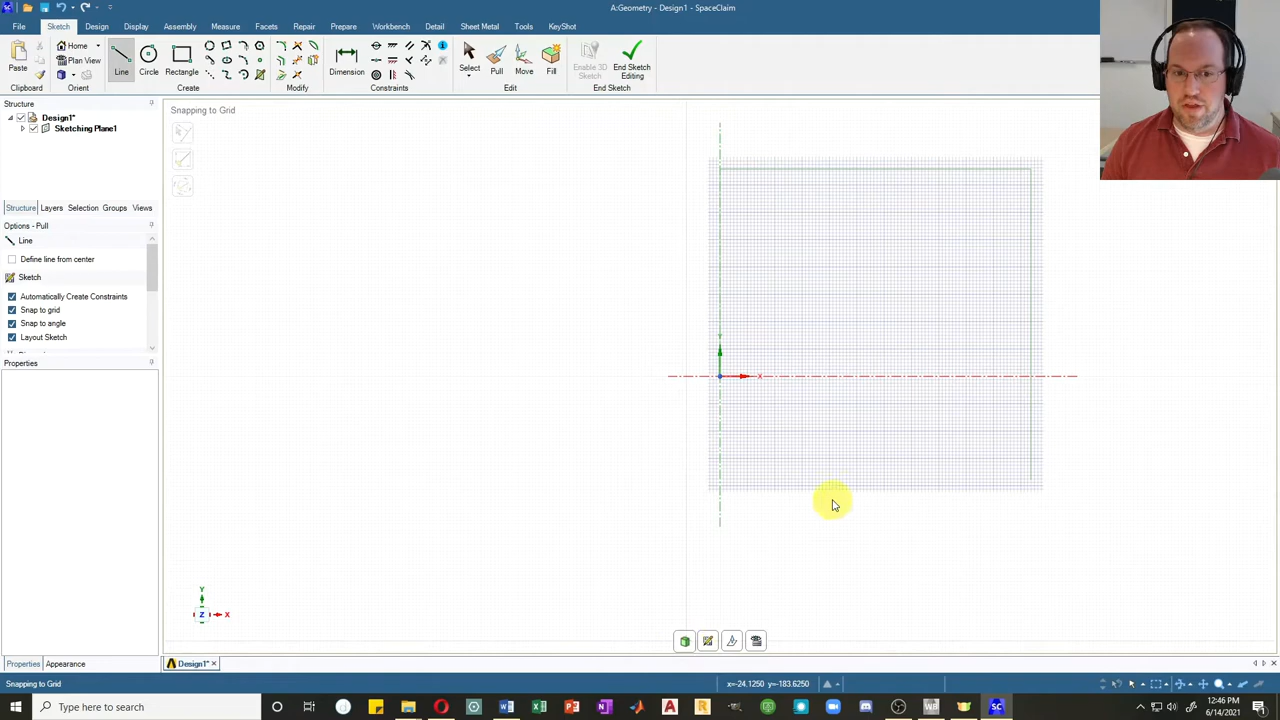 A:Geometry - Design1 - SpaceClaim
File Sketch Design Display Assembly Measure Facets Repair Prepare Workbench Detail Sheet Metal Tools KeyShot
Paste
Clipboard
Home
Plan View
Orient
Line Circle Rectangle
Create
Modify
Dimension
Constraints
Select Pull Move Fill
Edit
Enable 3D Sketch
End Sketch Editing
End Sketch
Structure
Design1*
Sketching Plane1
Structure Layers Selection Groups Views
Options - Pull
Line
Define line from center
Sketch
Automatically Create Constraints
Snap to grid
Snap to angle
Layout Sketch
Properties
Snapping to Grid
X
Y
Z X
Properties Appearance
Design1*
Snapping to Grid
x=-24.1250 y=-183.6250
Type here to search
12:46 PM
6/14/2021